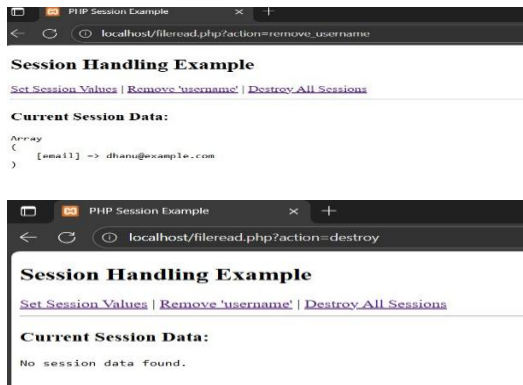 PHP Session Example
localhost/fileread.php?action=remove_username
Session Handling Example
Set Session Values | Remove 'username' | Destroy All Sessions
Current Session Data:
Array
(
[email] => dhanu@example.com
)
PHP Session Example
localhost/fileread.php?action=destroy
Session Handling Example
Set Session Values | Remove 'username' | Destroy All Sessions
Current Session Data:
No session data found.